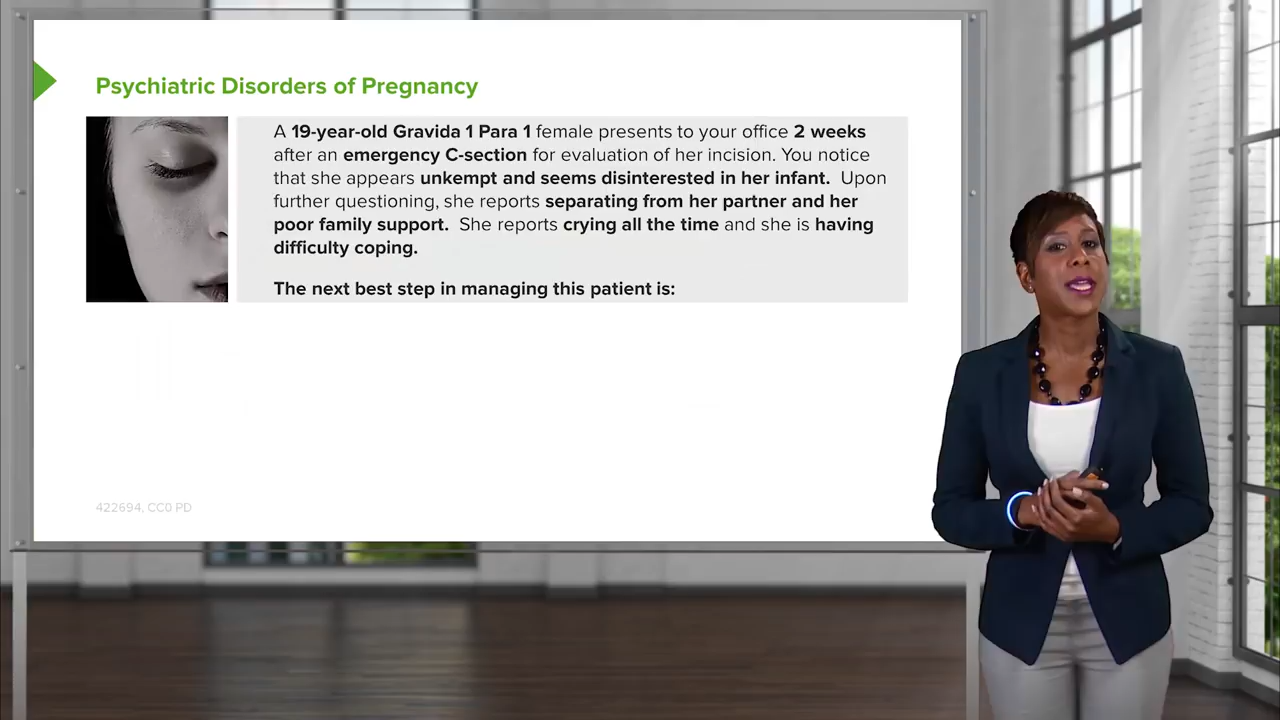 Psychiatric Disorders of Pregnancy
A 19-year-old Gravida 1 Para 1 female presents to your office 2 weeks
after an emergency C-section for evaluation of her incision. You notice
that she appears unkempt and seems disinterested in her infant. Upon
further questioning, she reports separating from her partner and her
poor family support. She reports crying all the time and she is having
difficulty coping.
The next best step in managing this patient is:
422694, CC0 PD